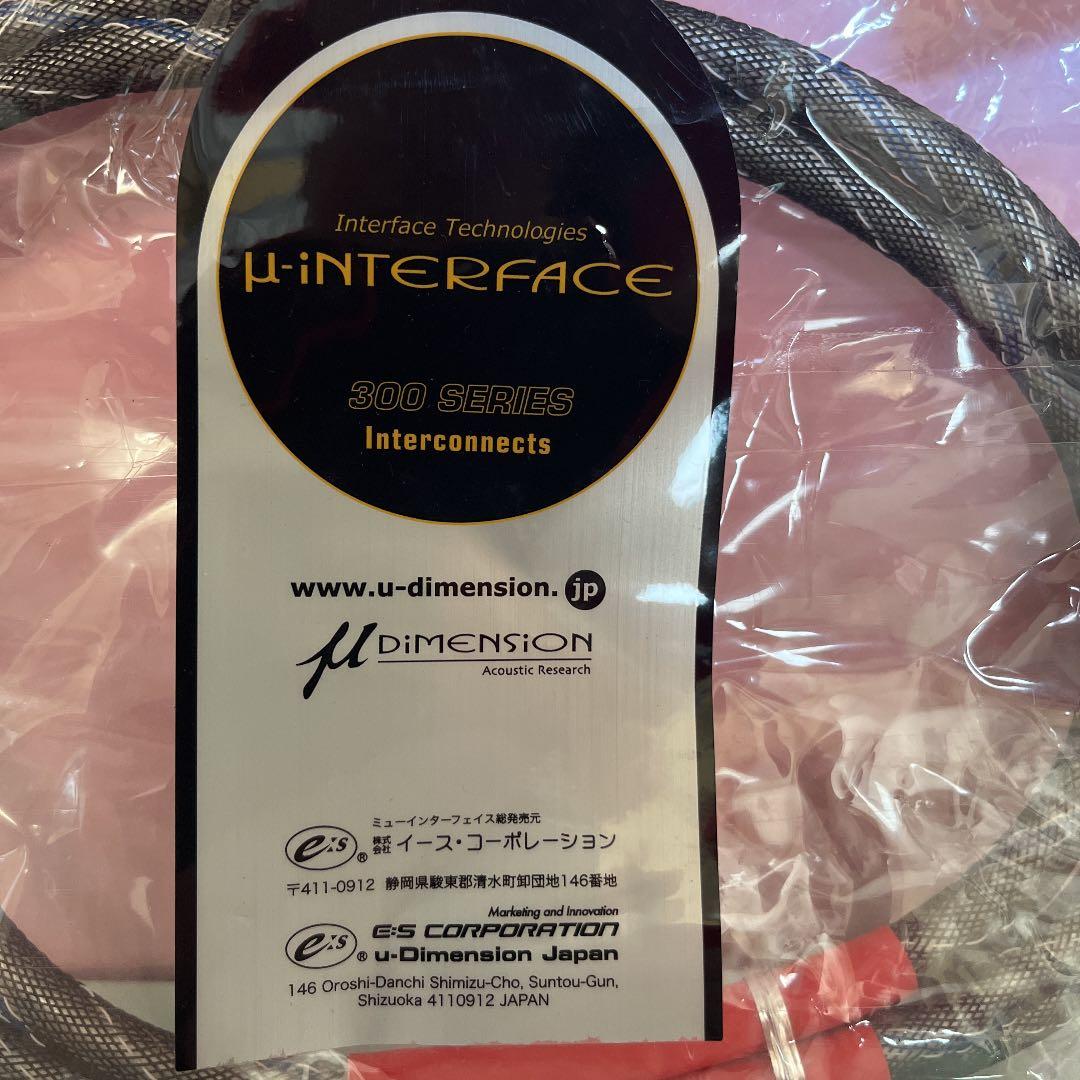 Interface Technologies
µ-iNTERFACE
300 SERIES
Interconnects
www.u-dimension.jp
µ DiMENSiON
Acoustic Research
ミューインターフェイス総発売元
e:s ® 株式会社 イース・コーポレーション
〒411-0912 静岡県駿東郡清水町卸団地146番地
Marketing and Innovation
e:s ® E:S CORPORATION
u-Dimension Japan
146 Oroshi-Danchi Shimizu-Cho, Suntou-Gun,
Shizuoka 4110912 JAPAN